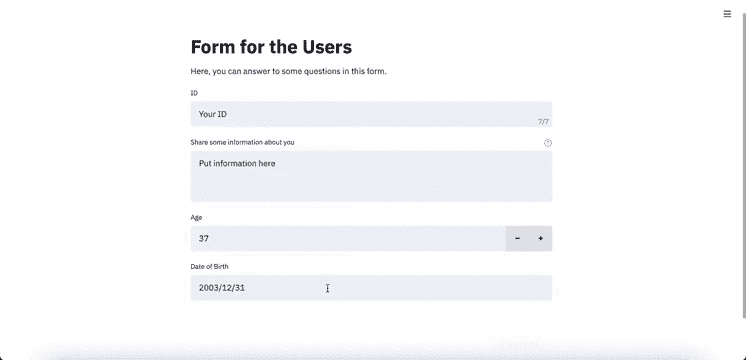 Form for the Users
Here, you can answer to some questions in this form.
ID
Your ID
7/7
Share some information about you
Put information here
Age
37
Date of Birth
2003/12/31